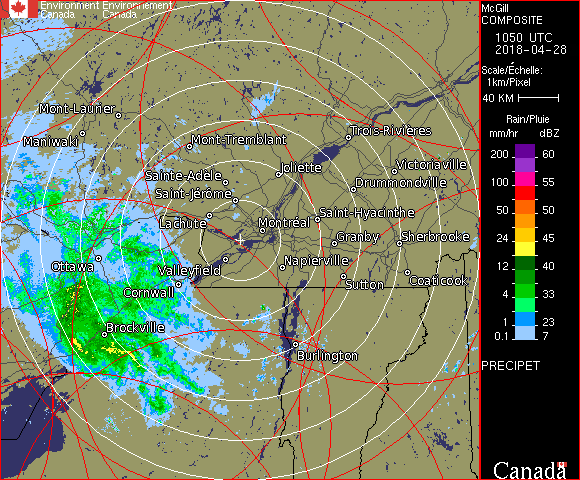 Environment Environnement
Canada Canada
Mont-Laurier
Maniwaki
Mont-Tremblant
Trois-Rivières
Sainte-Adèle
Joliette
Victoriaville
Saint-Jérôme
Drummondville
Lachute
Montréal
Saint-Hyacinthe
Granby
Sherbrooke
Ottawa
Valleyfield
Napierville
Cornwall
Sutton
Coaticook
Brockville
Burlington
McGill
COMPOSITE
1050 UTC
2018-04-28
Scale/Échelle:
1km/Pixel
40 KM
Rain/Pluie
mm/hr dBZ
200 60
100 55
50 50
24 45
12 40
4 33
1 23
0.1 7
PRECIPET
Canada